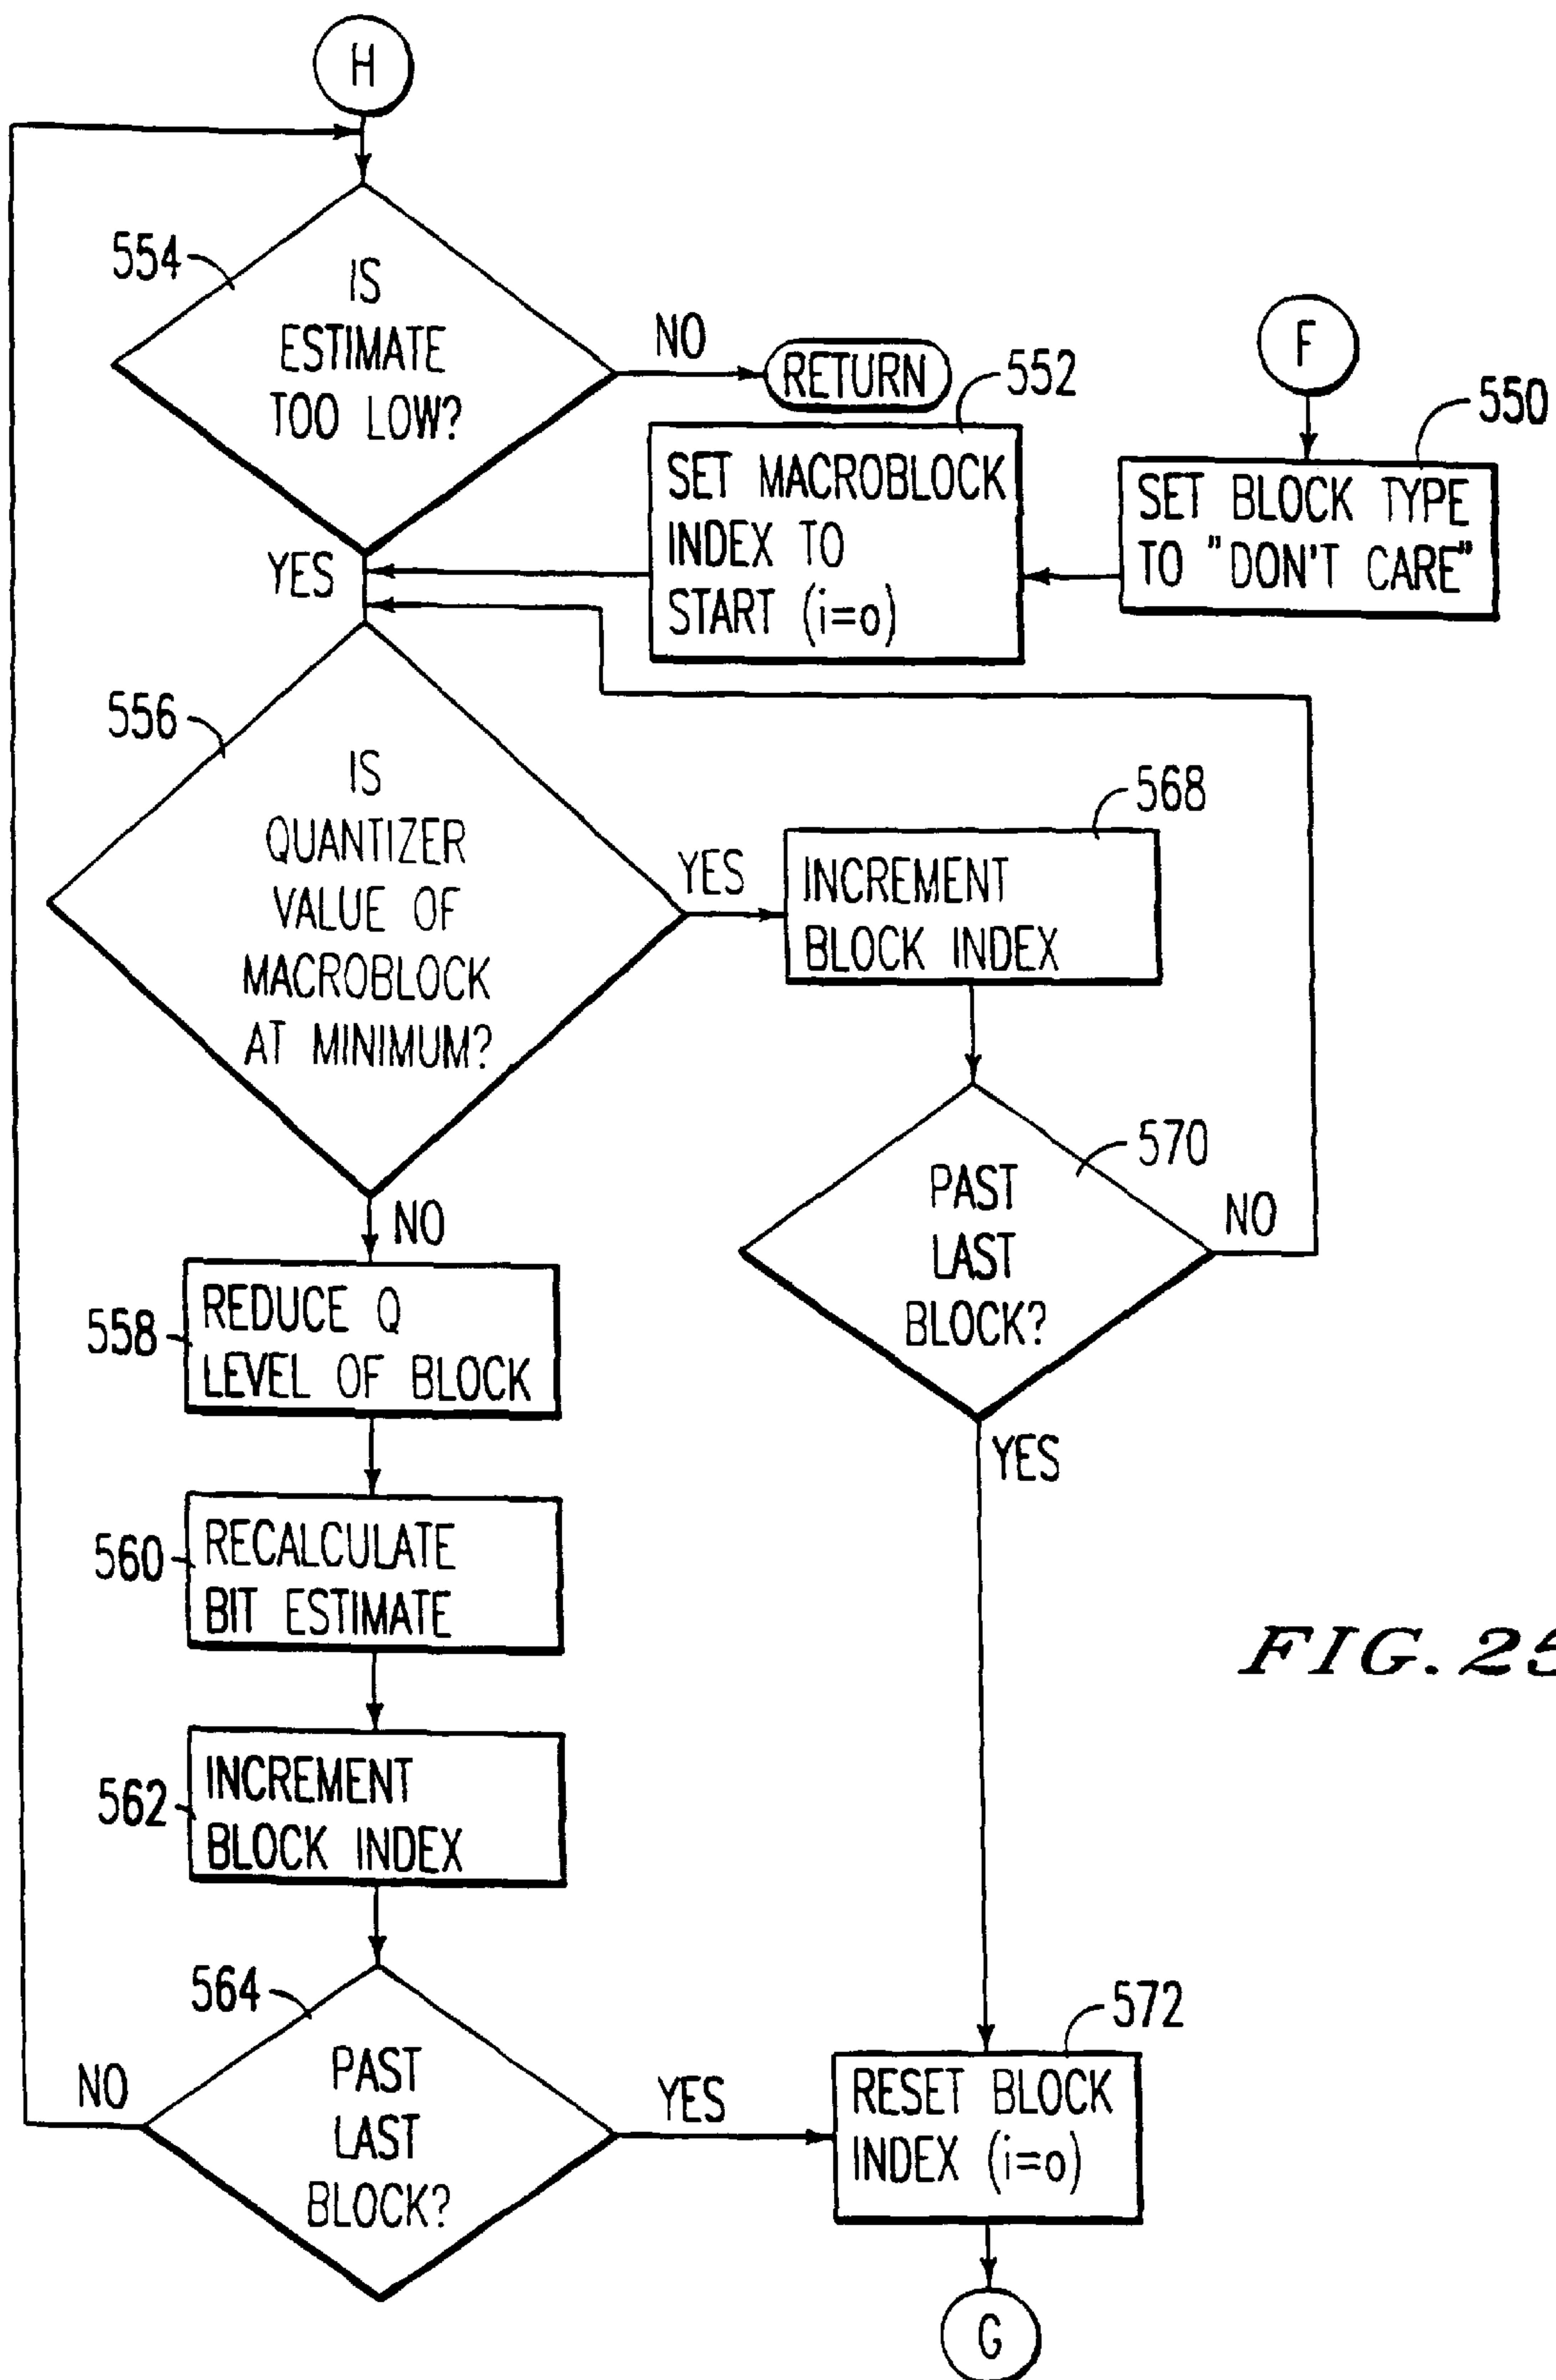 H
554
IS
ESTIMATE
TOO LOW?
NO
RETURN
YES
552
SET MACROBLOCK
INDEX TO
START (i=o)
F
550
SET BLOCK TYPE
TO "DON'T CARE"
556
IS
QUANTIZER
VALUE OF
MACROBLOCK
AT MINIMUM?
YES
568
INCREMENT
BLOCK INDEX
NO
570
PAST
LAST
BLOCK?
NO
YES
558
REDUCE Q
LEVEL OF BLOCK
560
RECALCULATE
BIT ESTIMATE
562
INCREMENT
BLOCK INDEX
564
PAST
LAST
BLOCK?
NO
YES
572
RESET BLOCK
INDEX (i=o)
G
FIG. 25